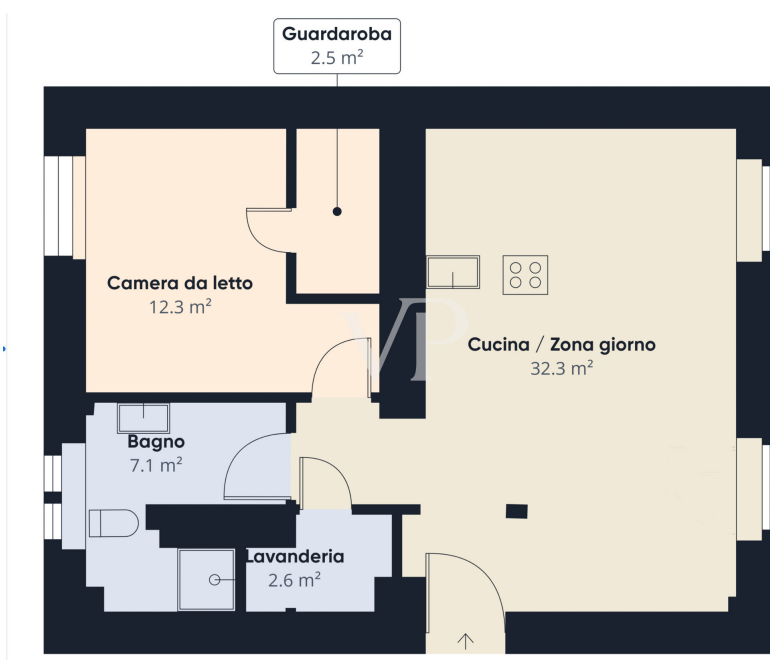 Guardaroba
2.5 m²
Camera da letto
12.3 m²
VP
Cucina / Zona giorno
32.3 m²
Bagno
7.1 m²
Lavanderia
2.6 m²